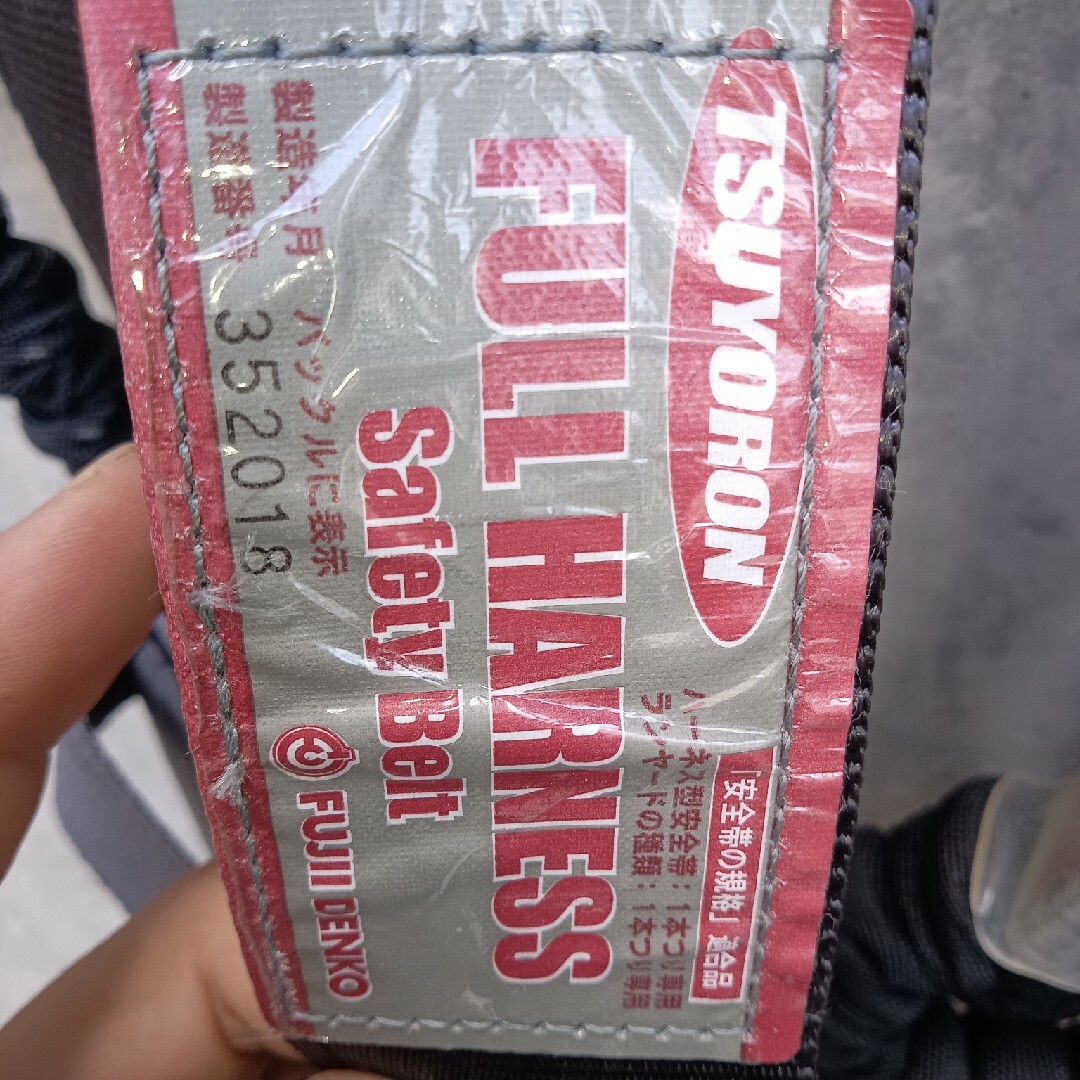 TSUYORON
「安全帯の規格」適合品
ハーネス型安全帯：1本つり専用
ランヤードの種類：1本つり専用
FULL HARNESS
Safety Belt
製造年月 バックルに表示
製造番号 352018
FUJII DENKO